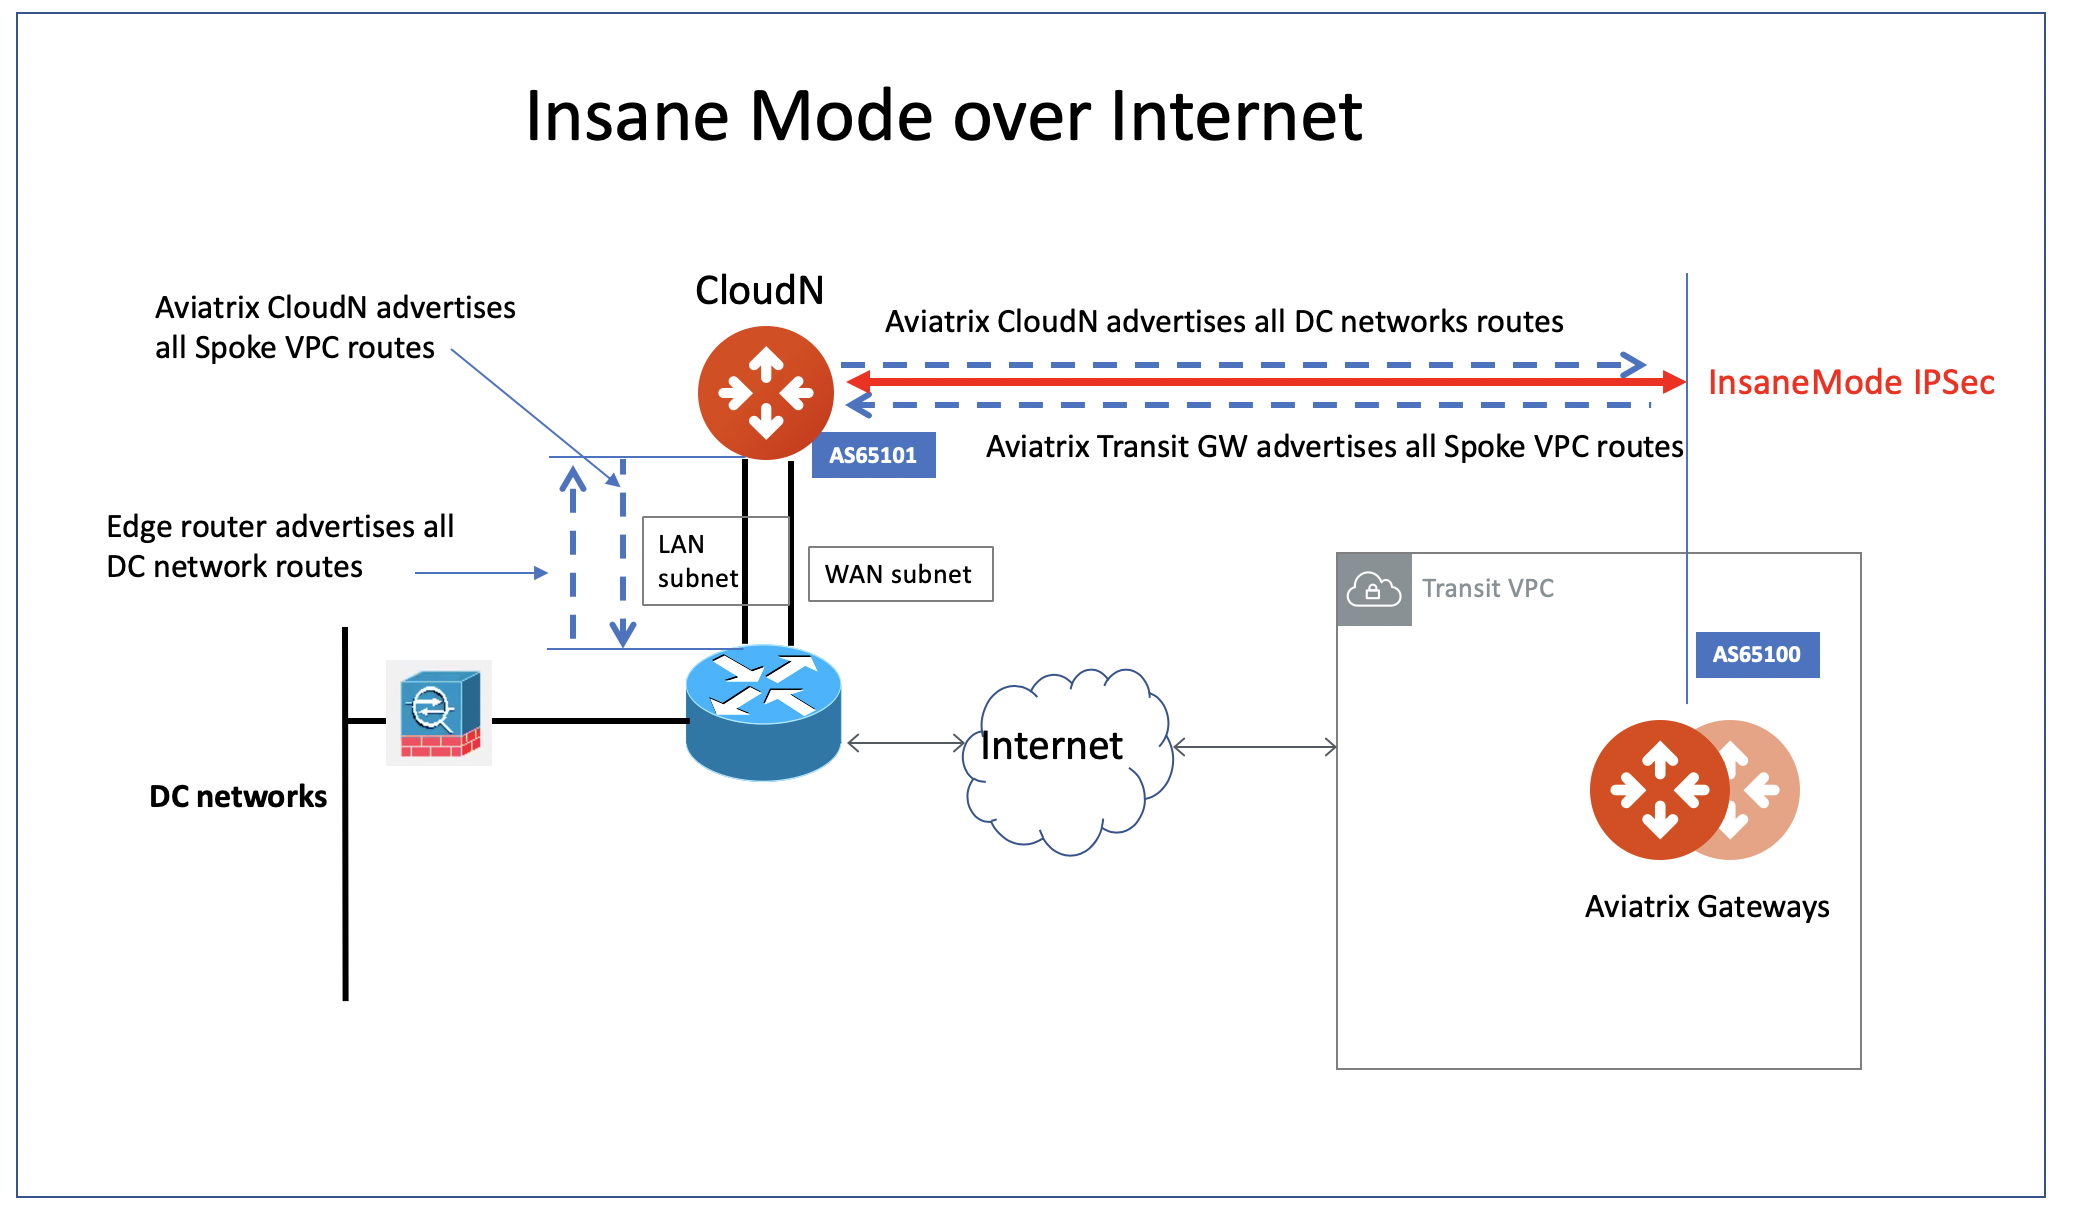 Insane Mode over Internet
CloudN
Aviatrix CloudN advertises
all Spoke VPC routes
Aviatrix CloudN advertises all DC networks routes
InsaneMode IPSec
Aviatrix Transit GW advertises all Spoke VPC routes
AS65101
Edge router advertises all
DC network routes
LAN
subnet
WAN subnet
Transit VPC
AS65100
Internet
DC networks
Aviatrix Gateways